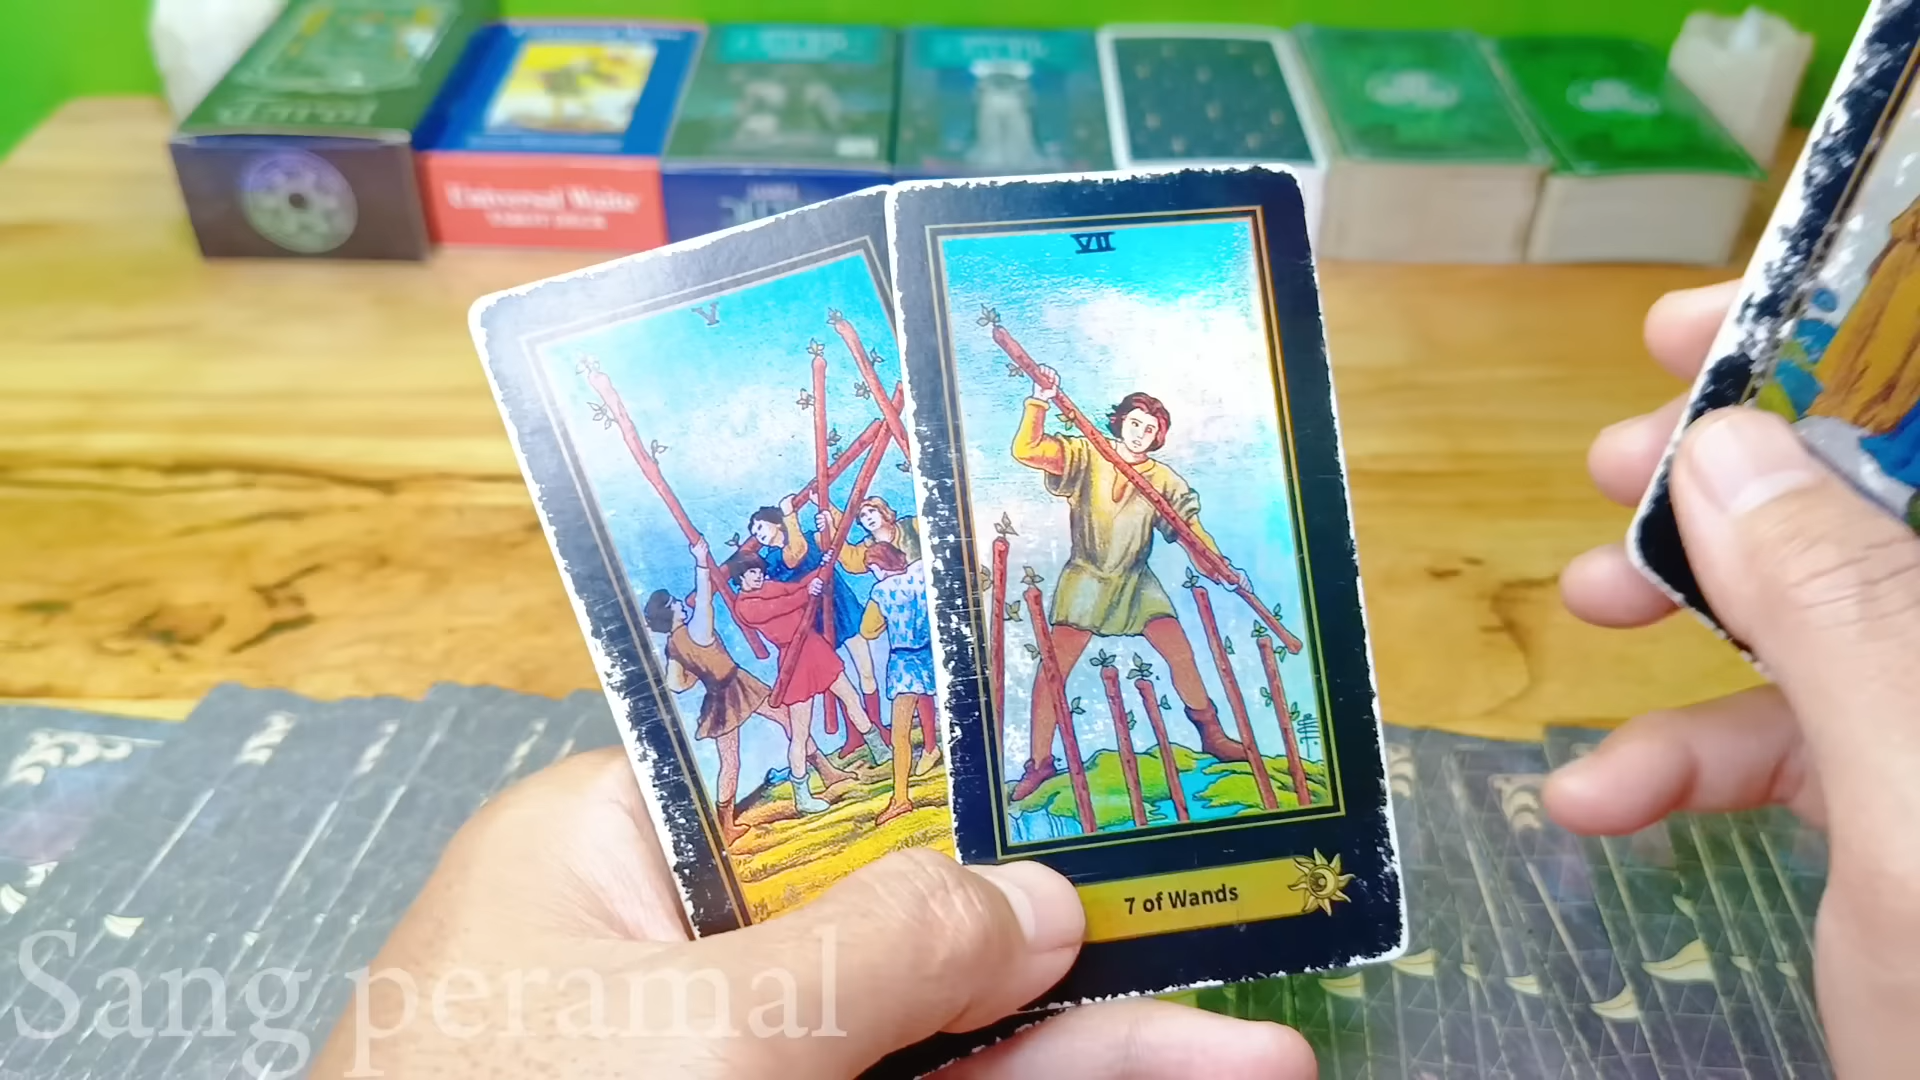 Universal Waite
TAROT DECK
V
VII
7 of Wands
Sang peramal